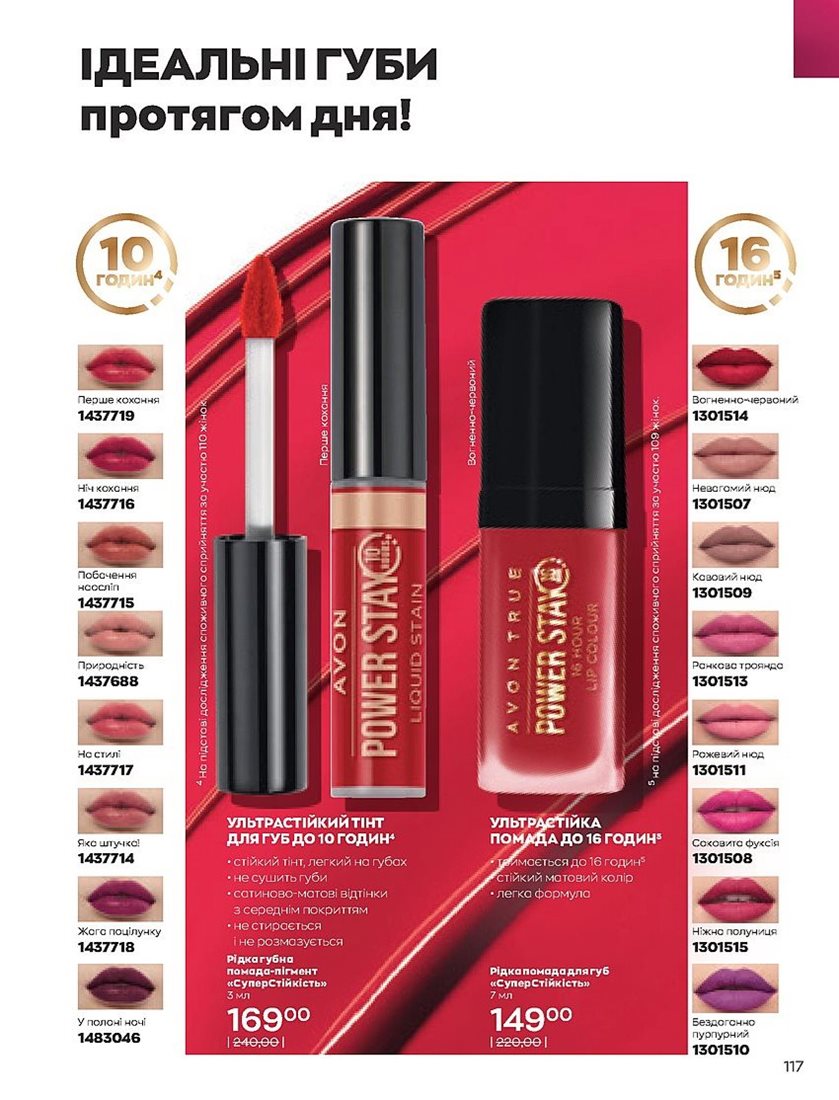 ІДЕАЛЬНІ ГУБИ
протягом дня!
10
ГОДИН⁴
Перше кохання
1437719
Ніч кохання
1437716
Побачення
наосліп
1437715
Природність
1437688
На стилі
1437717
Яка штучка!
1437714
Жага поцілунку
1437718
У полоні ночі
1483046
⁴ На підставі дослідження споживчого сприйняття за участю 110 жінок.
Перше кохання
AVON
POWER STAY
10 HOURS+
LIQUID STAIN
Вогненно-червоний
AVON TRUE
POWER STAY
16
16 HOUR
LIP COLOUR
⁵ На підставі дослідження споживчого сприйняття за участю 109 жінок.
УЛЬТРАСТІЙКИЙ ТІНТ
ДЛЯ ГУБ ДО 10 ГОДИН⁴
• стійкий тінт, легкий на губах
• не сушить губи
• сатиново-матові відтінки
з середнім покриттям
• не стирається
і не розмазується
Рідка губна
помада-пігмент
«СуперСтійкість»
3 мл
169⁰⁰
| 240,00 |
УЛЬТРАСТІЙКА
ПОМАДА ДО 16 ГОДИН⁵
• тримається до 16 годин⁵
• стійкий матовий колір
• легка формула
Рідка помада для губ
«СуперСтійкість»
7 мл
149⁰⁰
| 220,00 |
16
ГОДИН⁵
Вогненно-червоний
1301514
Невагомий нюд
1301507
Кавовий нюд
1301509
Ранкова троянда
1301513
Рожевий нюд
1301511
Соковита фуксія
1301508
Ніжна полуниця
1301515
Бездоганно
пурпурний
1301510
117